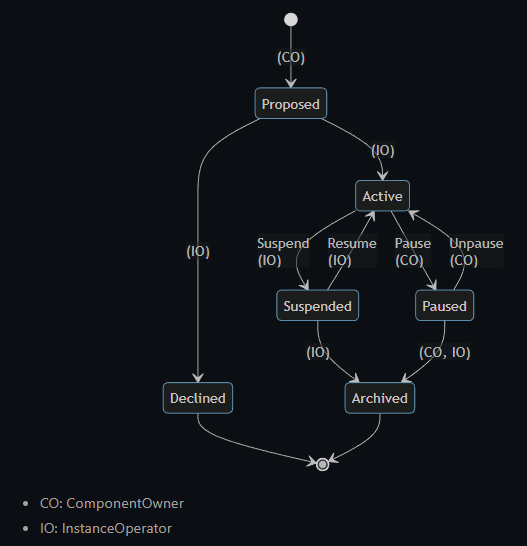 (CO)
Proposed
(IO)
Active
(IO)
Suspend
(IO)
Resume
(IO)
Pause
(CO)
Unpause
(CO)
Suspended
Paused
(IO)
(CO, IO)
Declined
Archived
CO: ComponentOwner
IO: InstanceOperator